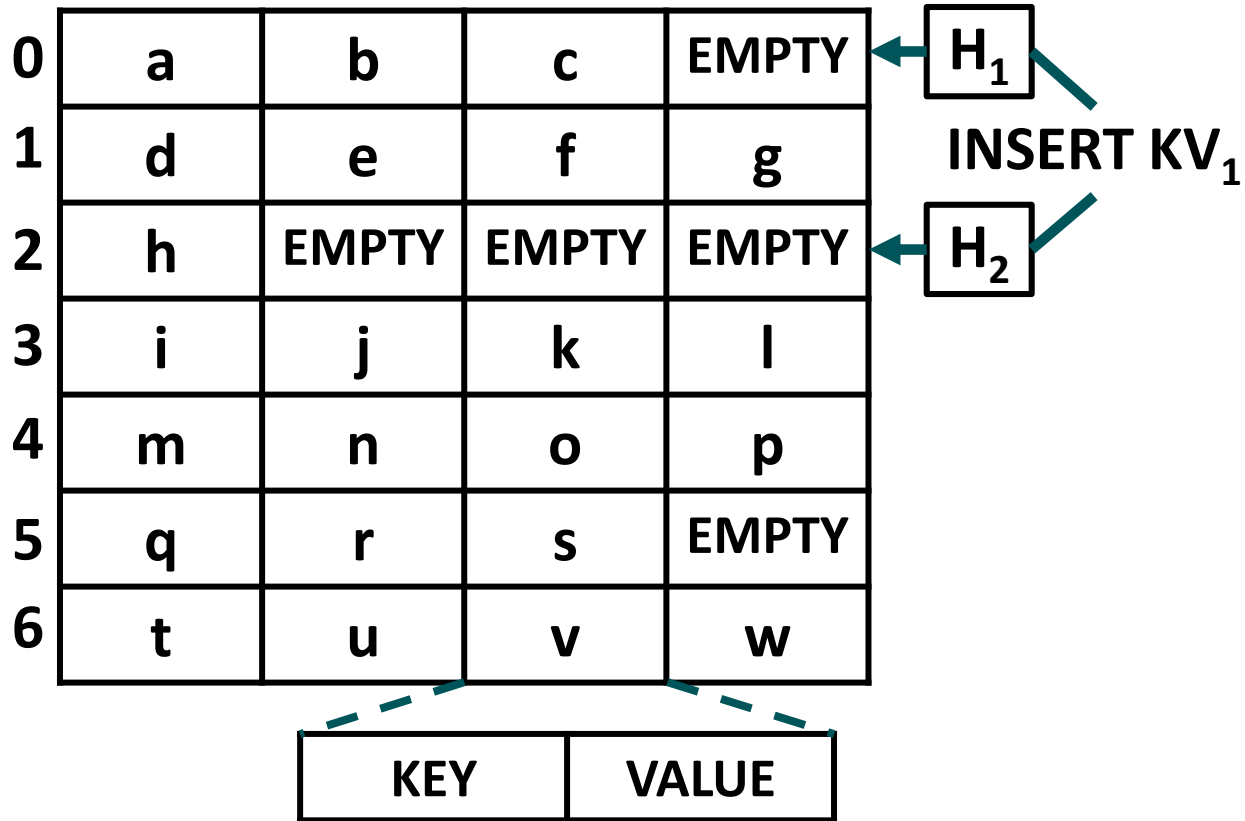 0 a b c EMPTY H₁
1 d e f g INSERT KV₁
2 h EMPTY EMPTY EMPTY H₂
3 i j k l
4 m n o p
5 q r s EMPTY
6 t u v w
KEY VALUE